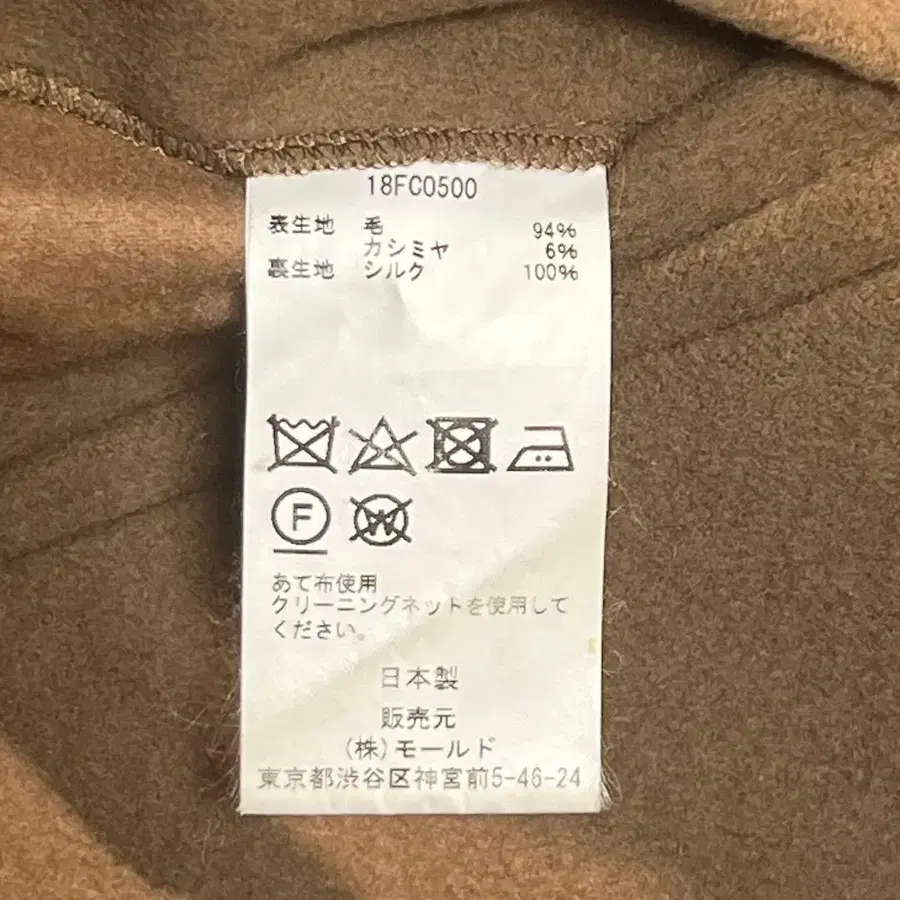 18FC0500
表生地 毛 94%
カシミヤ 6%
裏生地 シルク 100%
F W
あて布使用
クリーニングネットを使用して
ください。
日本製
販売元
(株)モールド
東京都渋谷区神宮前5-46-24